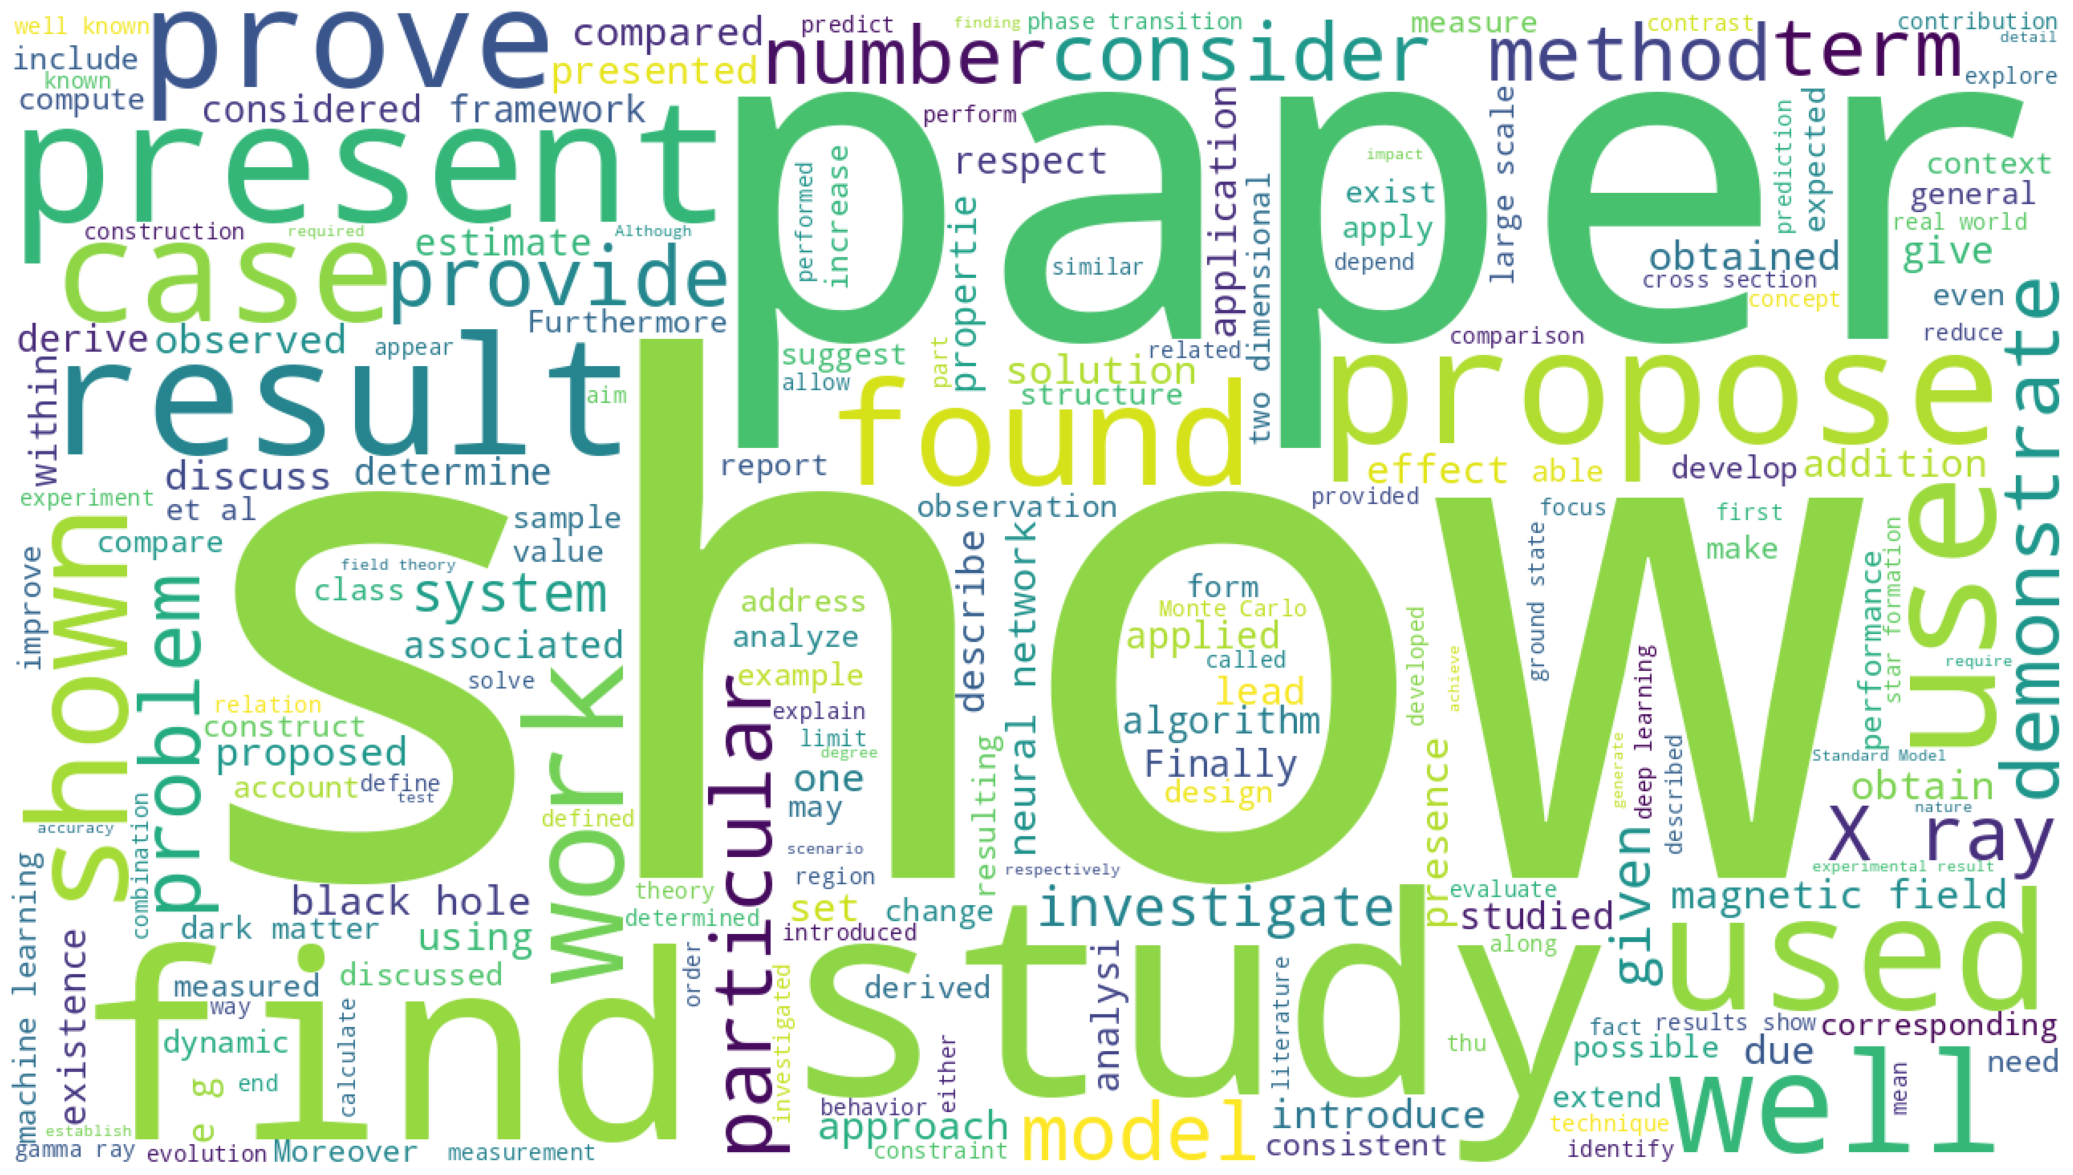 well known
prove
compared
predict
finding
phase transition
measure
contrast
contribution
detail
include
known
compute
presented
number
consider
method
term
explore
considered
framework
perform
application
large scale
prediction
expected
context
general
real world
give
present
paper
respect
performed
increase
propertie
two dimensional
impact
exist
apply
depend
similar
obtained
cross section
concept
even
reduce
construction
required
Although
estimate
case
provide
Furthermore
derive
observed
appear
suggest
allow
part
related
solution
structure
comparison
demonstrate
within
result
aim
found
propose
discuss
determine
report
effect
able
develop
addition
experiment
et al
observation
provided
focus
first
make
use
shown
compare
sample
value
improve
problem
show
field theory
class
system
associated
solve
work
address
analyze
example
explain
limit
degree
one
may
particular
describe
neural network
form
Monte Carlo
applied
called
lead
algorithm
Finally
design
developed
achieve
ground state
performance
star formation
require
deep learning
generate
described
Standard Model
obtain
nature
X ray
relation
construct
proposed
account
define
test
defined
accuracy
combination
scenario
resulting
presence
given
respectively
experimental result
region
machine learning
existence
black hole
theory
determined
set
change
introduced
investigate
evaluate
studied
along
magnetic field
dark matter
using
discussed
measured
way
find
order
investigated
study
derived
analysi
literature
used
dynamic
e g
end
calculate
thu
fact
results show
corresponding
possible
due
need
well
mean
either
behavior
approach
constraint
model
introduce
consistent
extend
technique
identify
establish
gamma ray
evolution
Moreover
measurement